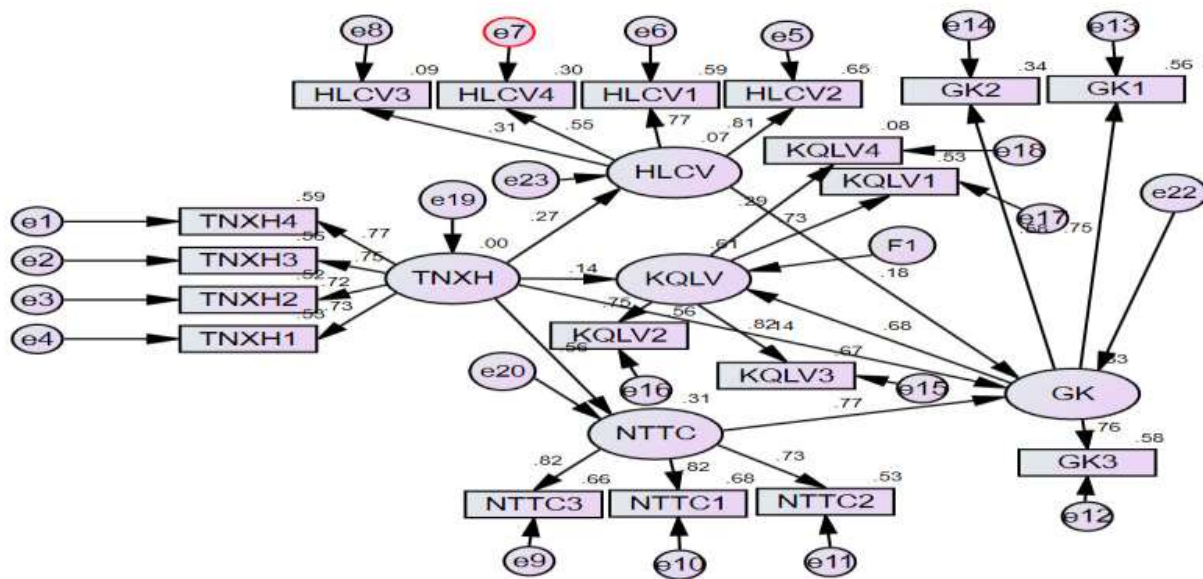 e8 e7 e6 e5 e14 e13
.09 .30 .59 .65 .34 .56
HLCV3 HLCV4 HLCV1 HLCV2 GK2 GK1
.31 .55 .77 .81 .07 .08
KQLV4 e18
HLCV .53
e23 KQLV1 e22
e19 .29 .73 e17
.59
e1 TNXH4 .27 .61 F1 .75
.77 .00
e2 TNXH3 .75
TNXH .14 KQLV .18
.52
e3 TNXH2 .72
.75 .56 .82 .14 .68
.53 .73
e4 TNXH1 KQLV2 .67
.56 KQLV3
e20 e16 e15
.31 .77 GK
NTTC .76
.58
.82 .82 .73 GK3
.66 .68 .53
NTTC3 NTTC1 NTTC2 e12
e9 e10 e11